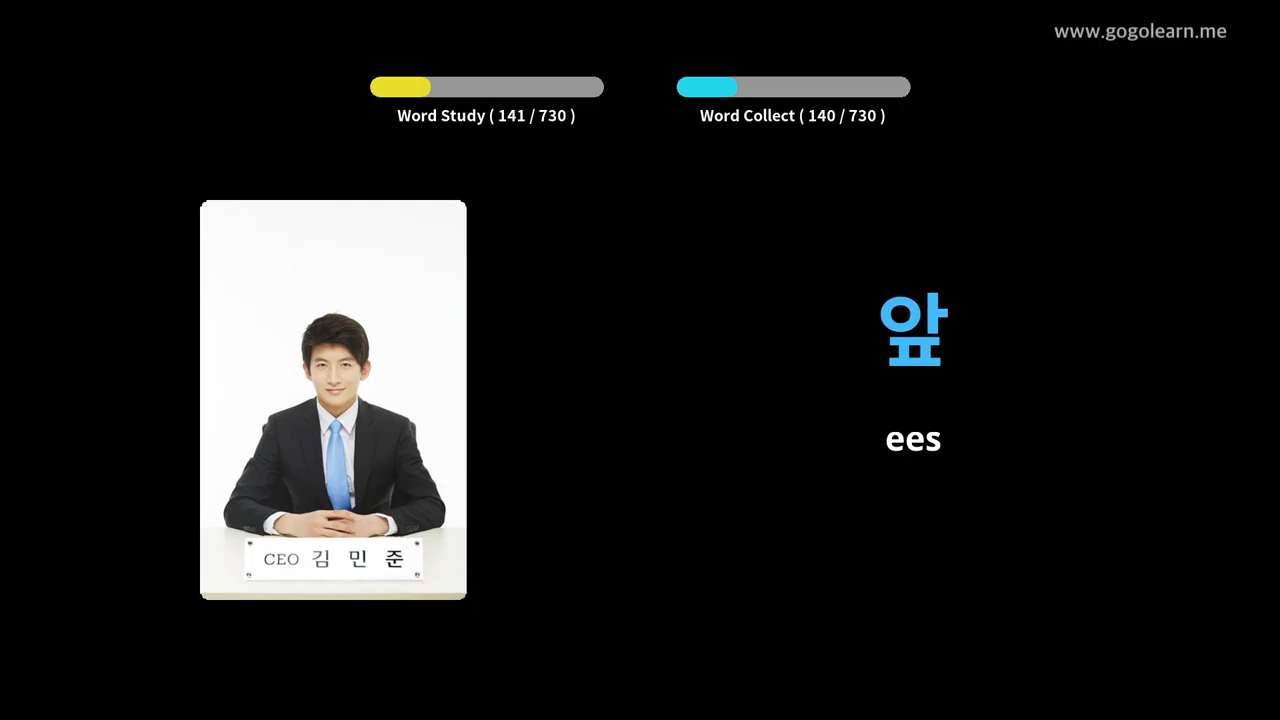 www.gogolearn.me
Word Study ( 141 / 730 )
Word Collect ( 140 / 730 )
앞
ees
CEO 김 민 준